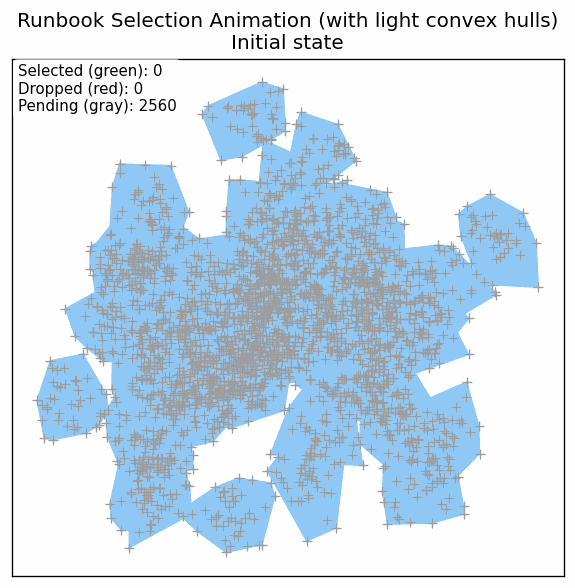 Runbook Selection Animation (with light convex hulls)
Initial state
Selected (green): 0
Dropped (red): 0
Pending (gray): 2560